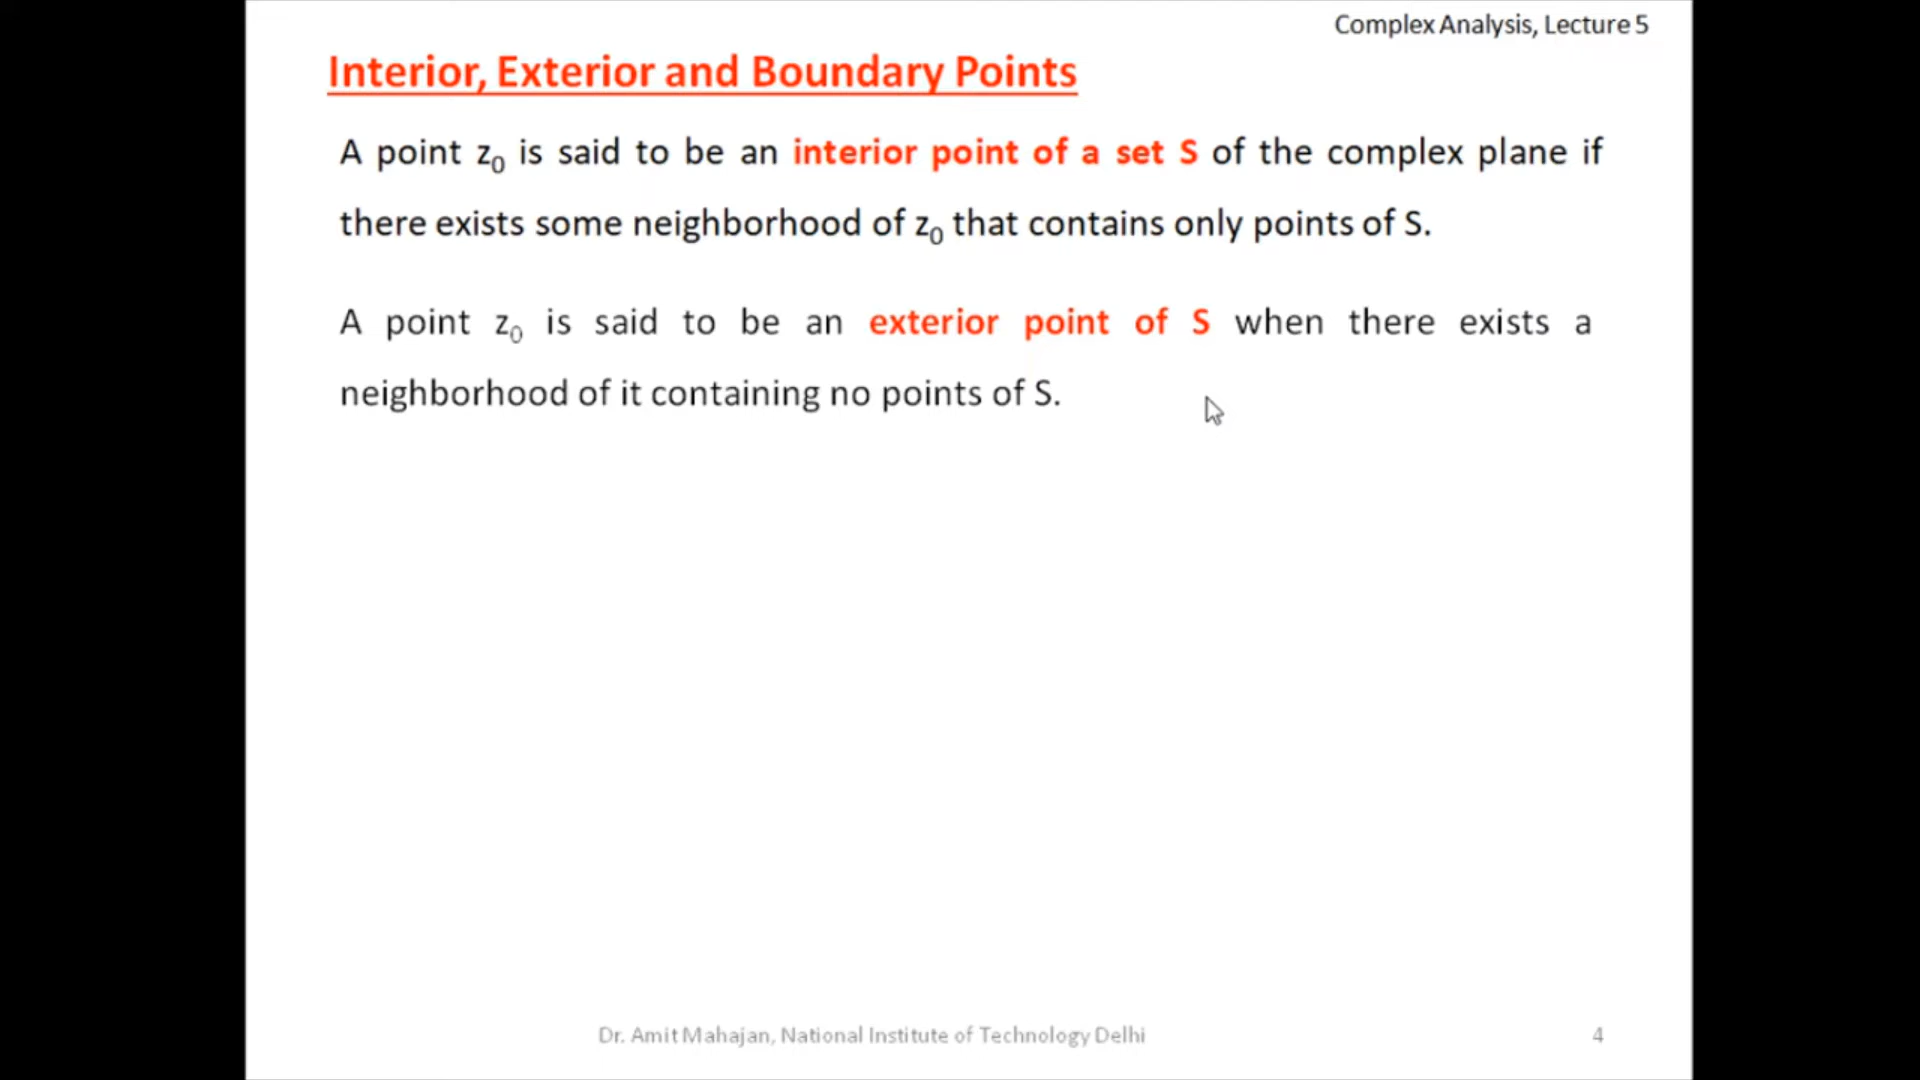 Complex Analysis, Lecture 5
Interior, Exterior and Boundary Points
A point z₀ is said to be an interior point of a set S of the complex plane if
there exists some neighborhood of z₀ that contains only points of S.
A point z₀ is said to be an exterior point of S when there exists a
neighborhood of it containing no points of S.
Dr. Amit Mahajan, National Institute of Technology Delhi
4